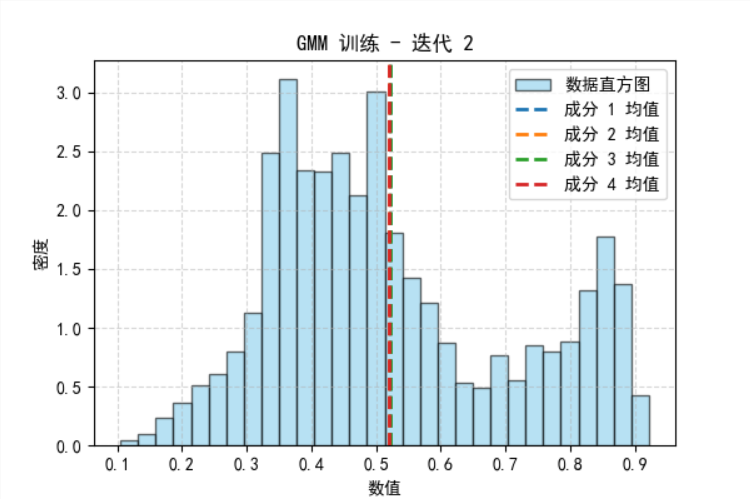 GMM 训练 - 迭代 2
数据直方图
成分 1 均值
成分 2 均值
成分 3 均值
成分 4 均值
密度
3.0
2.5
2.0
1.5
1.0
0.5
0.0
0.1 0.2 0.3 0.4 0.5 0.6 0.7 0.8 0.9
数值